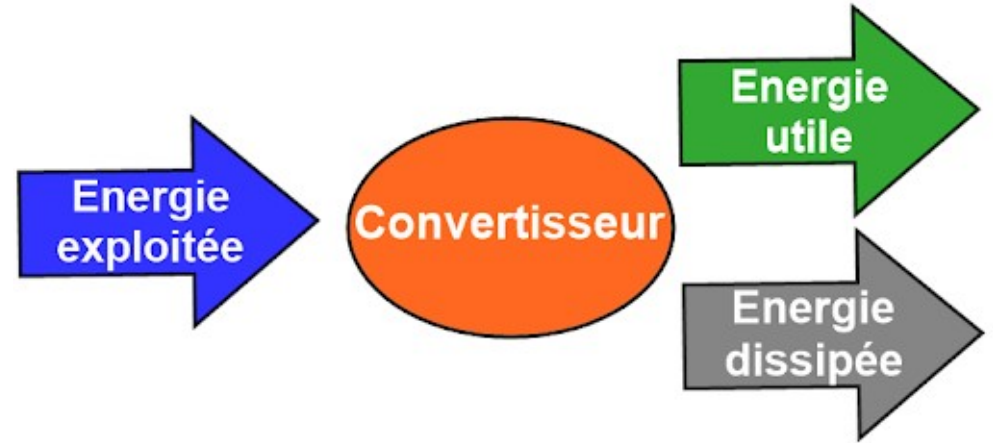 Energie
exploitée
Convertisseur
Energie
utile
Energie
dissipée